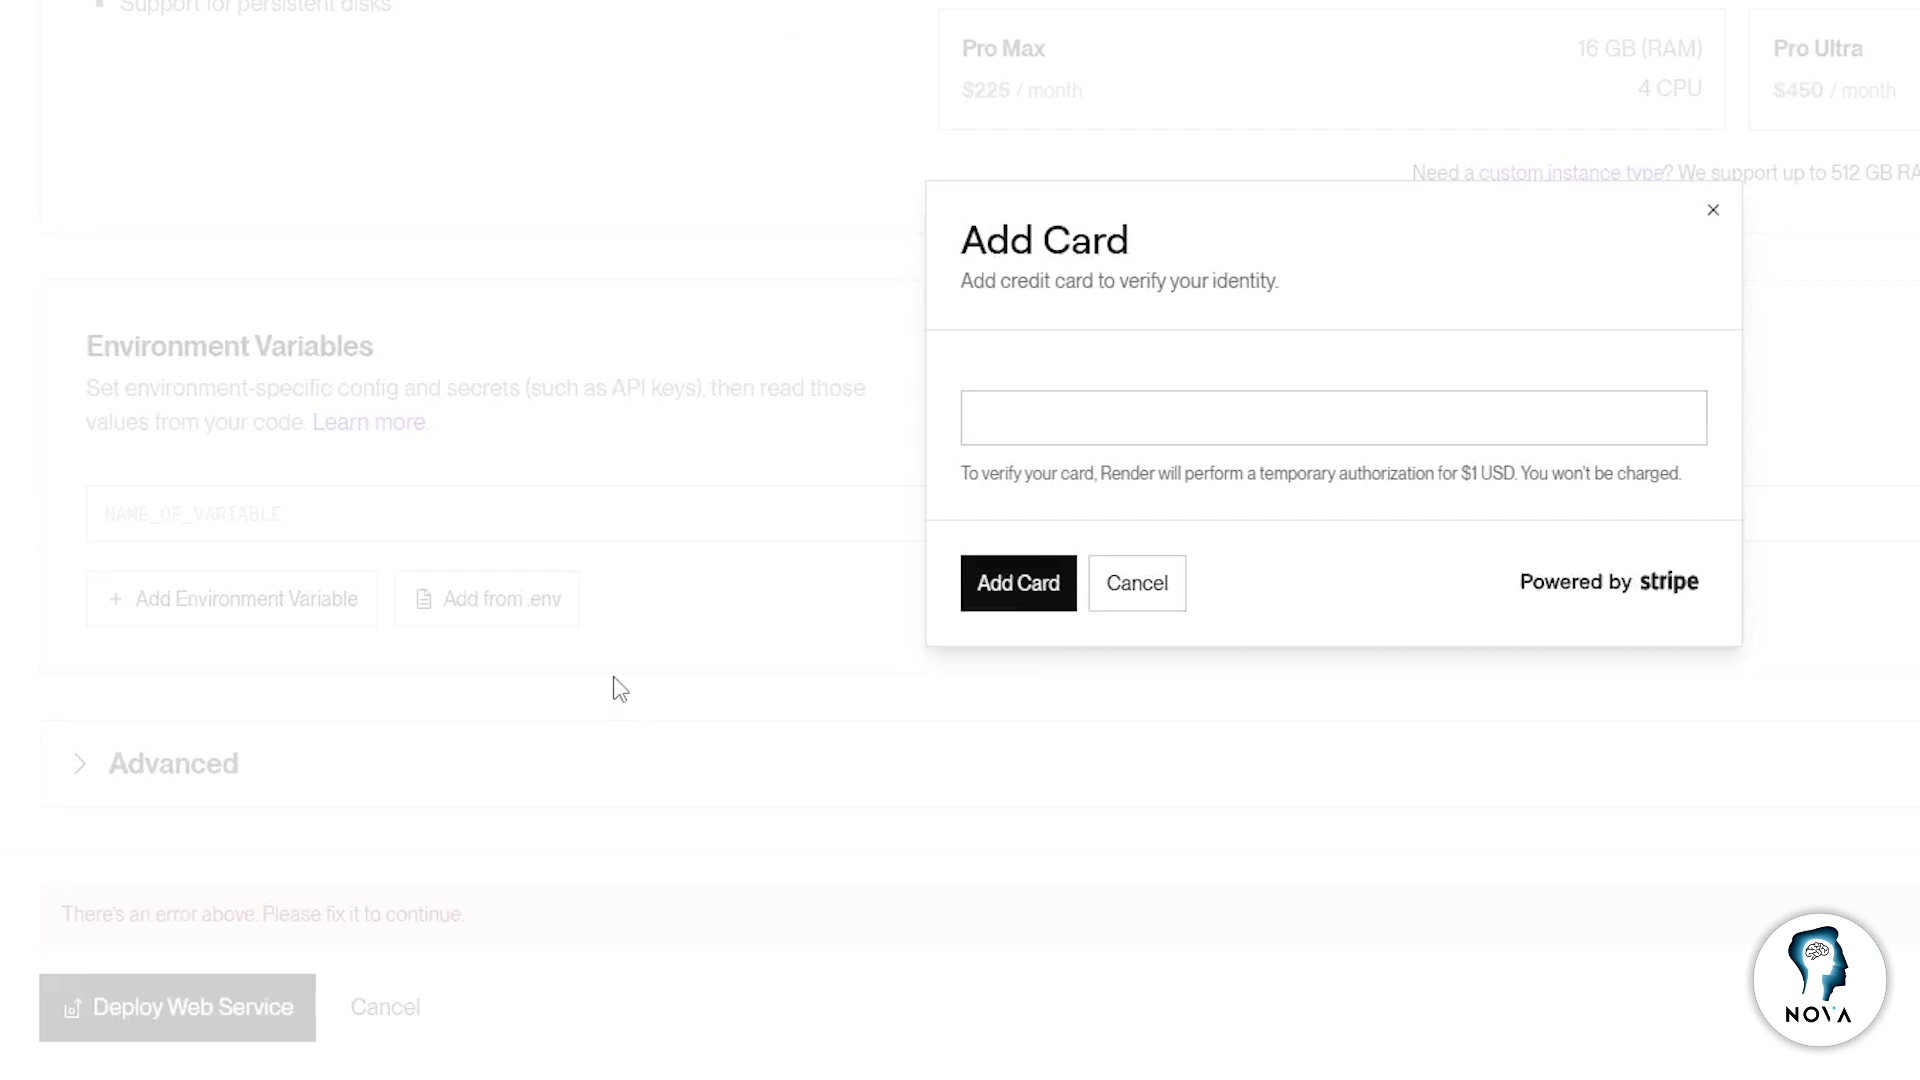 Support for persistent disks
Pro Max
16 GB (RAM)
$225 / month
4 CPU
Pro Ultra
$450 / month
Need a custom instance type? We support up to 512 GB RA
Add Card
Add credit card to verify your identity.
To verify your card, Render will perform a temporary authorization for $1 USD. You won't be charged.
Add Card
Cancel
Powered by stripe
Environment Variables
Set environment-specific config and secrets (such as API keys), then read those
values from your code. Learn more.
NAME_OF_VARIABLE
+ Add Environment Variable
Add from .env
Advanced
There's an error above. Please fix it to continue.
Deploy Web Service
Cancel
NOVA